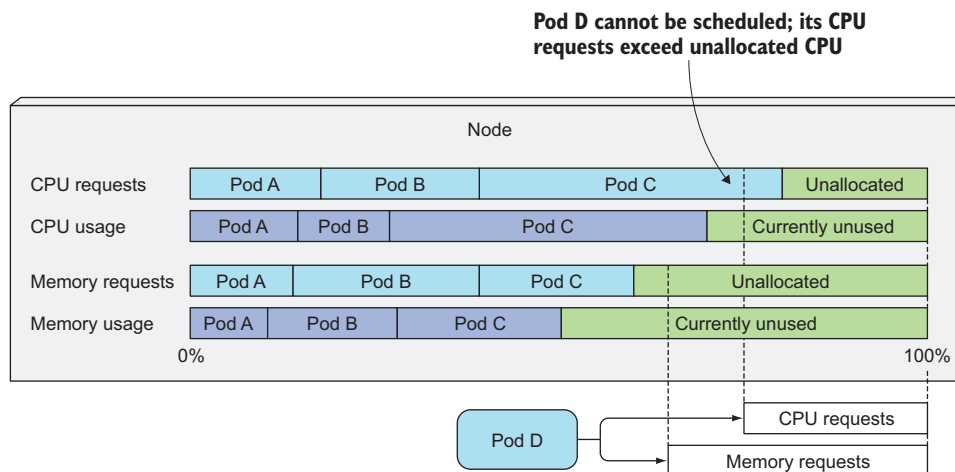 Pod D cannot be scheduled; its CPU
requests exceed unallocated CPU
Node
CPU requests Pod A Pod B Pod C Unallocated
CPU usage Pod A Pod B Pod C Currently unused
Memory requests Pod A Pod B Pod C Unallocated
Memory usage Pod A Pod B Pod C Currently unused
0% 100%
CPU requests
Pod D
Memory requests